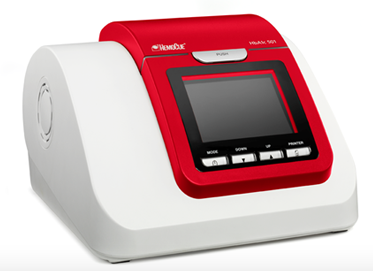 HemoCue HbA1c 501
PUSH
MODE DOWN UP PRINTER